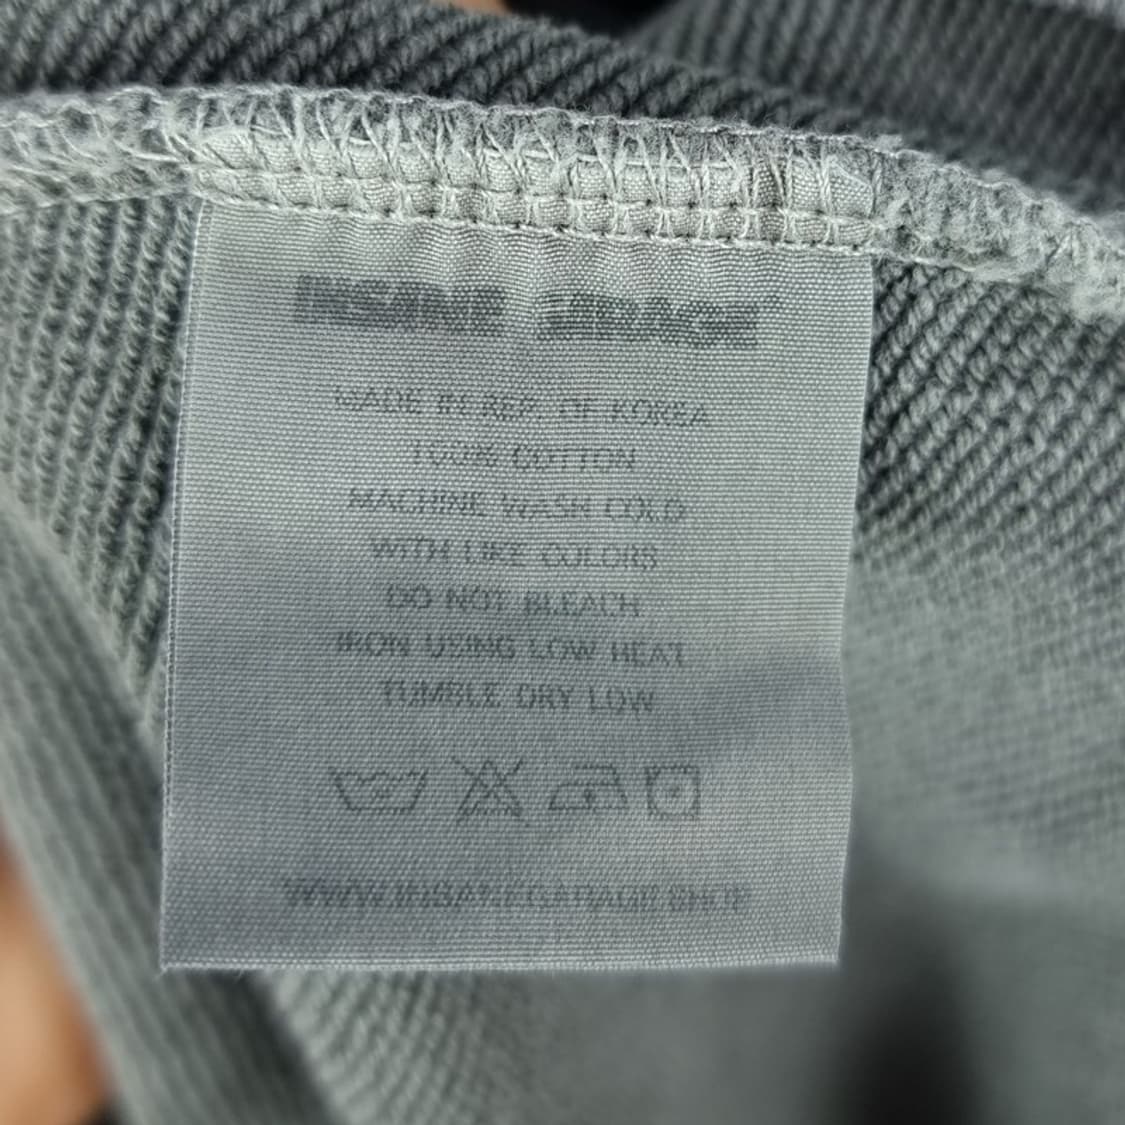 INSANE GARAGE
MADE IN REP. OF KOREA
100% COTTON
MACHINE WASH COLD
WITH LIKE COLORS
DO NOT BLEACH
IRON USING LOW HEAT
TUMBLE DRY LOW
WWW.INSANEGARAGE.SHOP